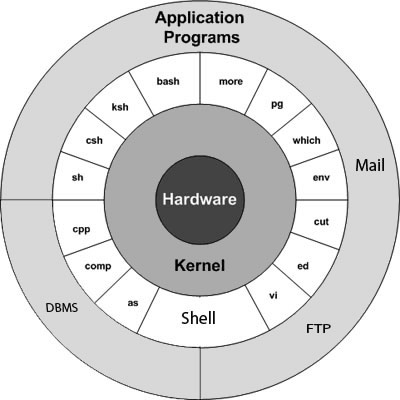 Application
Programs
bash
more
ksh
pg
csh
which
sh
env
Mail
Hardware
cpp
cut
comp
Kernel
ed
as
vi
DBMS
Shell
FTP